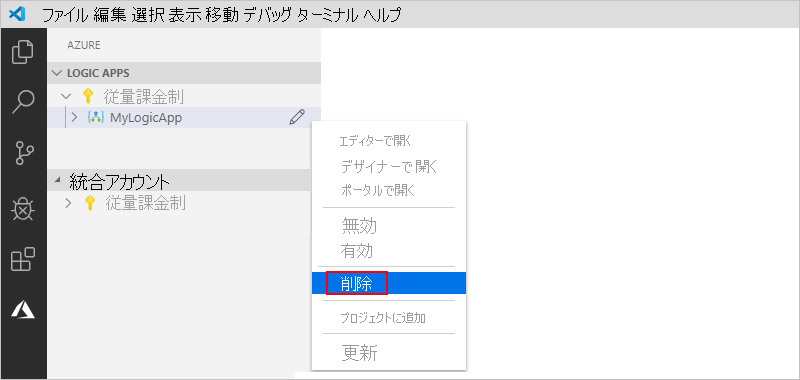 ファイル 編集 選択 表示 移動 デバッグ ターミナル ヘルプ
AZURE
LOGIC APPS
従量課金制
MyLogicApp
統合アカウント
従量課金制
エディターで開く
デザイナーで開く
ポータルで開く
無効
有効
削除
プロジェクトに追加
更新